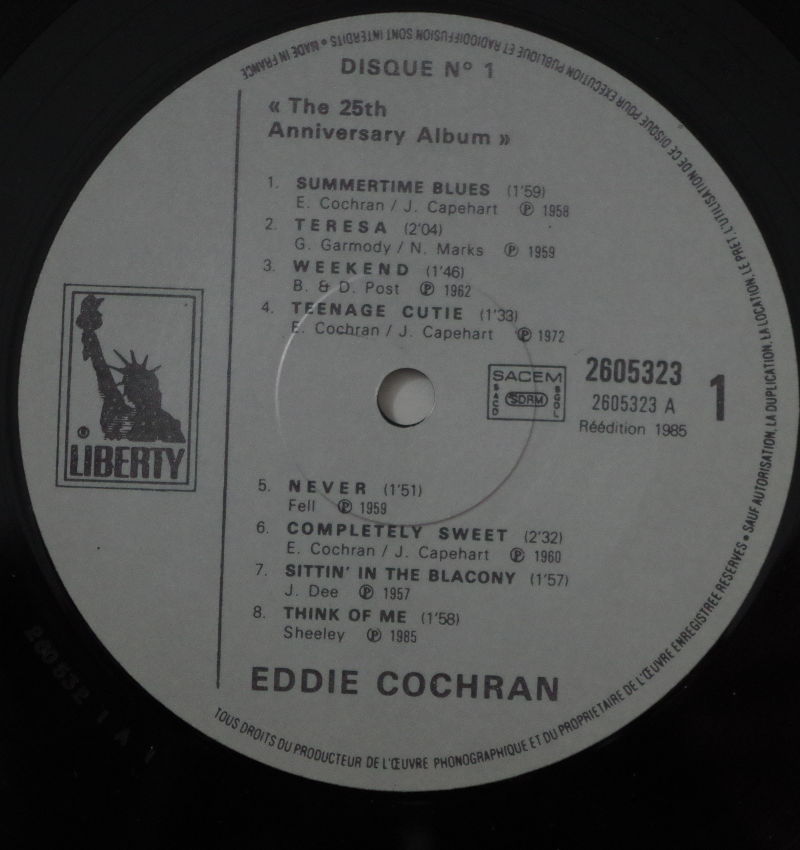 DISQUE N° 1
« The 25th
Anniversary Album »
1. SUMMERTIME BLUES (1'59)
E. Cochran / J. Capehart ℗ 1958
2. TERESA (2'04)
G. Garmody / N. Marks ℗ 1959
3. WEEKEND (1'46)
B. & D. Post ℗ 1962
4. TEENAGE CUTIE (1'33)
E. Cochran / J. Capehart ℗ 1972
® LIBERTY
SACEM
SACD
SDRM
SGDL
2605323
2605323 A
Réédition 1985
1
5. NEVER (1'51)
Fell ℗ 1959
6. COMPLETELY SWEET (2'32)
E. Cochran / J. Capehart ℗ 1960
7. SITTIN' IN THE BLACONY (1'57)
J. Dee ℗ 1957
8. THINK OF ME (1'58)
Sheeley ℗ 1985
EDDIE COCHRAN
TOUS DROITS DU PRODUCTEUR DE L'ŒUVRE PHONOGRAPHIQUE ET DU PROPRIETAIRE DE L'ŒUVRE ENREGISTREE RESERVES • SAUF AUTORISATION, LA DUPLICATION, LA LOCATION, LE PRET, L'UTILISATION DE CE DISQUE POUR EXECUTION PUBLIQUE ET RADIODIFFUSION SONT INTERDITS • MADE IN FRANCE
260532 1 A 1